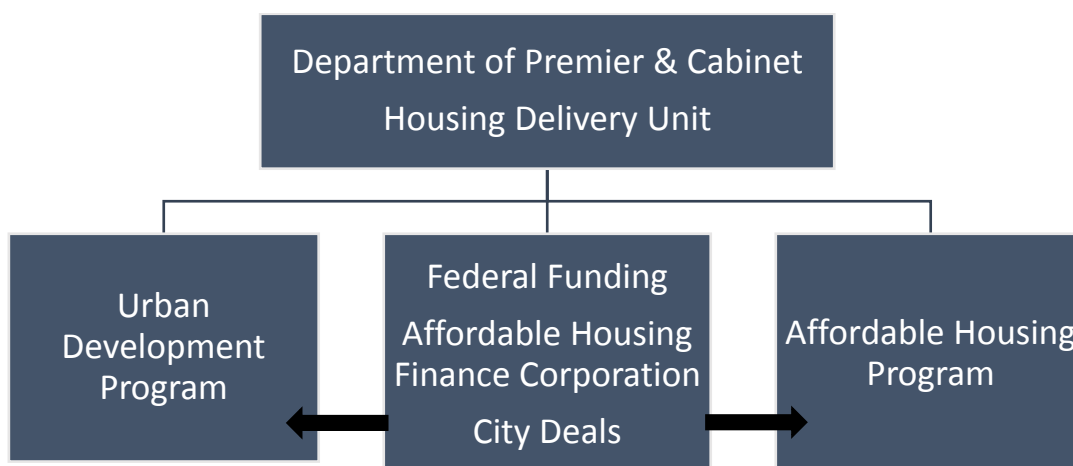 Department of Premier & Cabinet
Housing Delivery Unit
Urban
Development
Program
Federal Funding
Affordable Housing
Finance Corporation
City Deals
Affordable Housing
Program